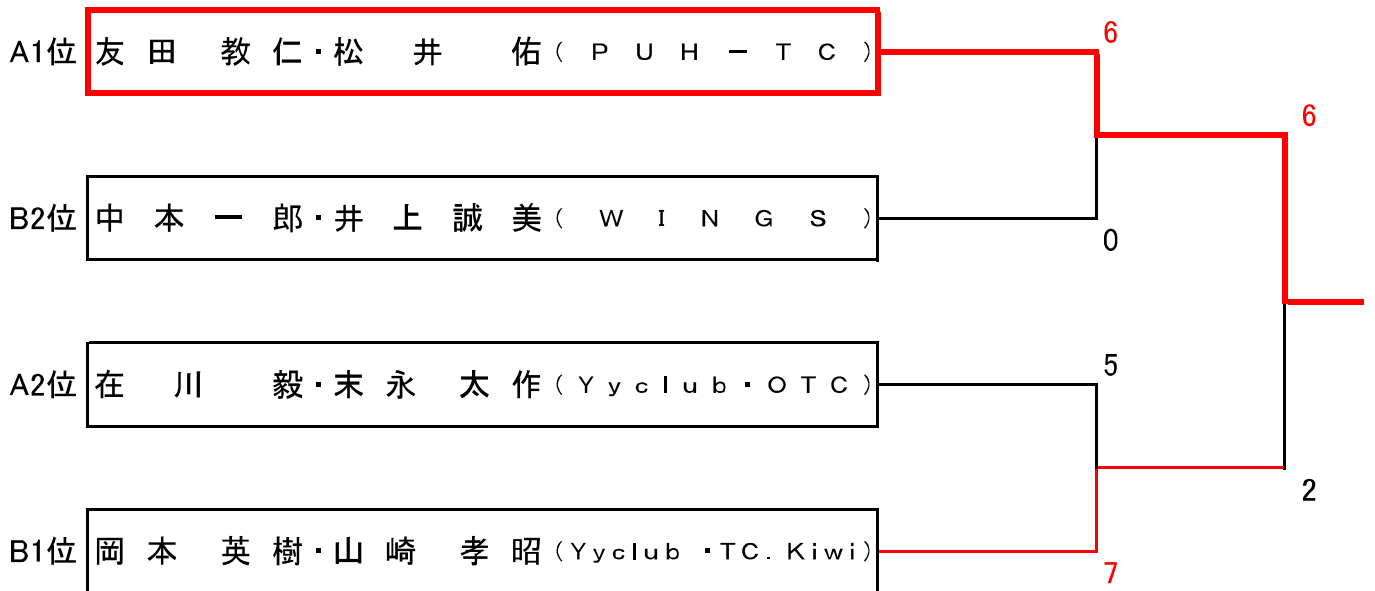 A1位 友田 教仁・松井 佑(PUH-TC) 6
6
B2位 中本一郎・井上誠美(WINGS) 0
A2位 在川 毅・末永 太作(Yyclub・OTC) 5
2
B1位 岡本 英樹・山崎 孝昭(Yyclub・TC.Kiwi) 7